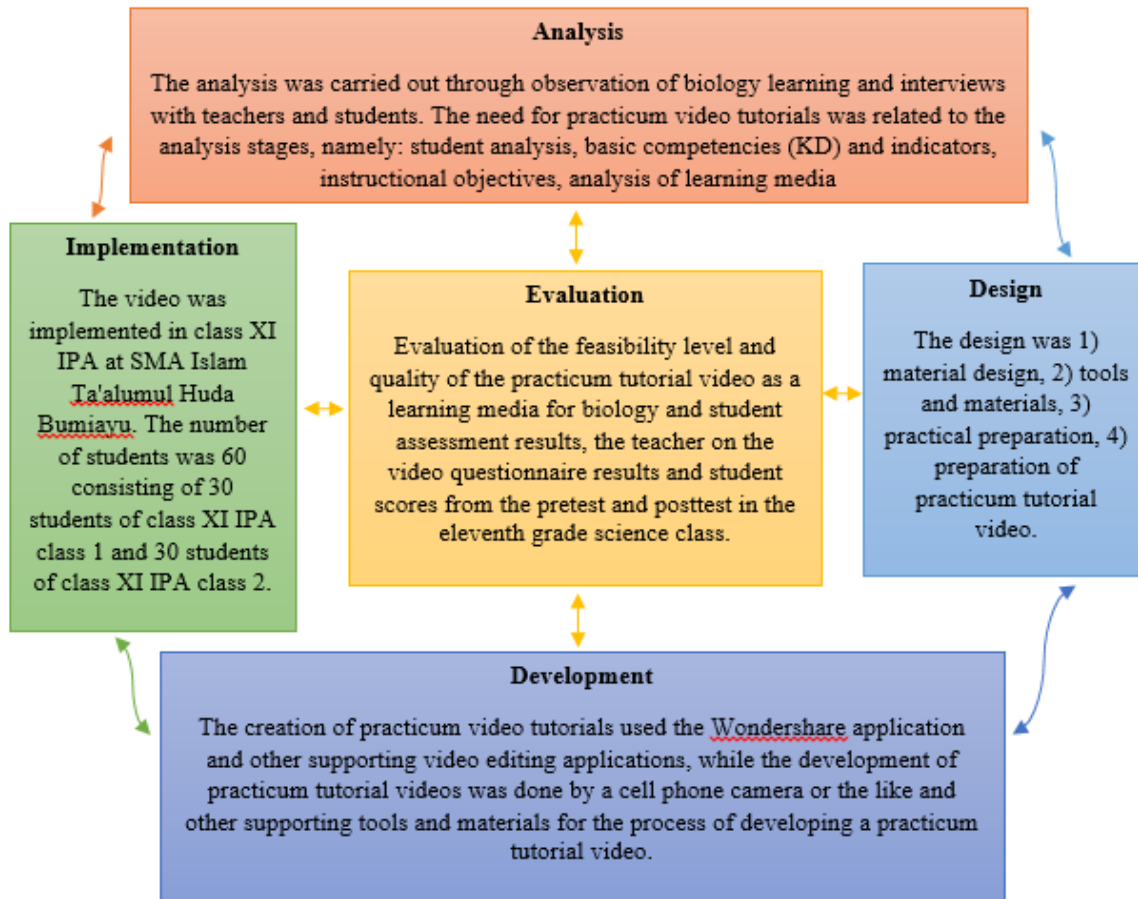 Analysis
The analysis was carried out through observation of biology learning and interviews
with teachers and students. The need for practicum video tutorials was related to the
analysis stages, namely: student analysis, basic competencies (KD) and indicators,
instructional objectives, analysis of learning media
Implementation
The video was
implemented in class XI
IPA at SMA Islam
Ta'alumul Huda
Bumiayu. The number
of students was 60
consisting of 30
students of class XI IPA
class 1 and 30 students
of class XI IPA class 2.
Evaluation
Evaluation of the feasibility level and
quality of the practicum tutorial video as a
learning media for biology and student
assessment results, the teacher on the
video questionnaire results and student
scores from the pretest and posttest in the
eleventh grade science class.
Design
The design was 1)
material design, 2) tools
and materials, 3)
practical preparation, 4)
preparation of
practicum tutorial
video.
Development
The creation of practicum video tutorials used the Wondershare application
and other supporting video editing applications, while the development of
practicum tutorial videos was done by a cell phone camera or the like and
other supporting tools and materials for the process of developing a practicum
tutorial video.